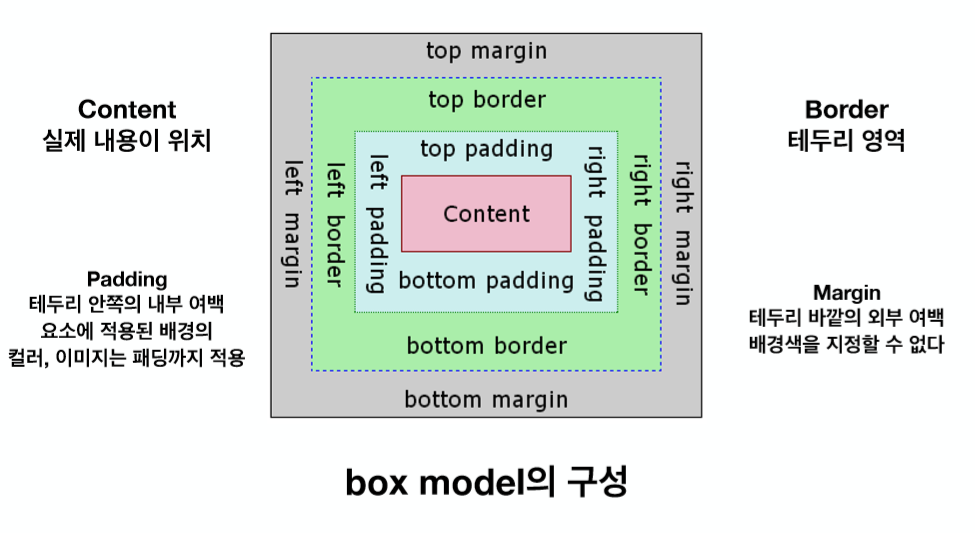 Content
실제 내용이 위치
Padding
테두리 안쪽의 내부 여백
요소에 적용된 배경의
컬러, 이미지는 패딩까지 적용
top margin
top border
top padding
left margin
left border
left padding
Content
right padding
right border
right margin
bottom padding
bottom border
bottom margin
Border
테두리 영역
Margin
테두리 바깥의 외부 여백
배경색을 지정할 수 없다
box model의 구성